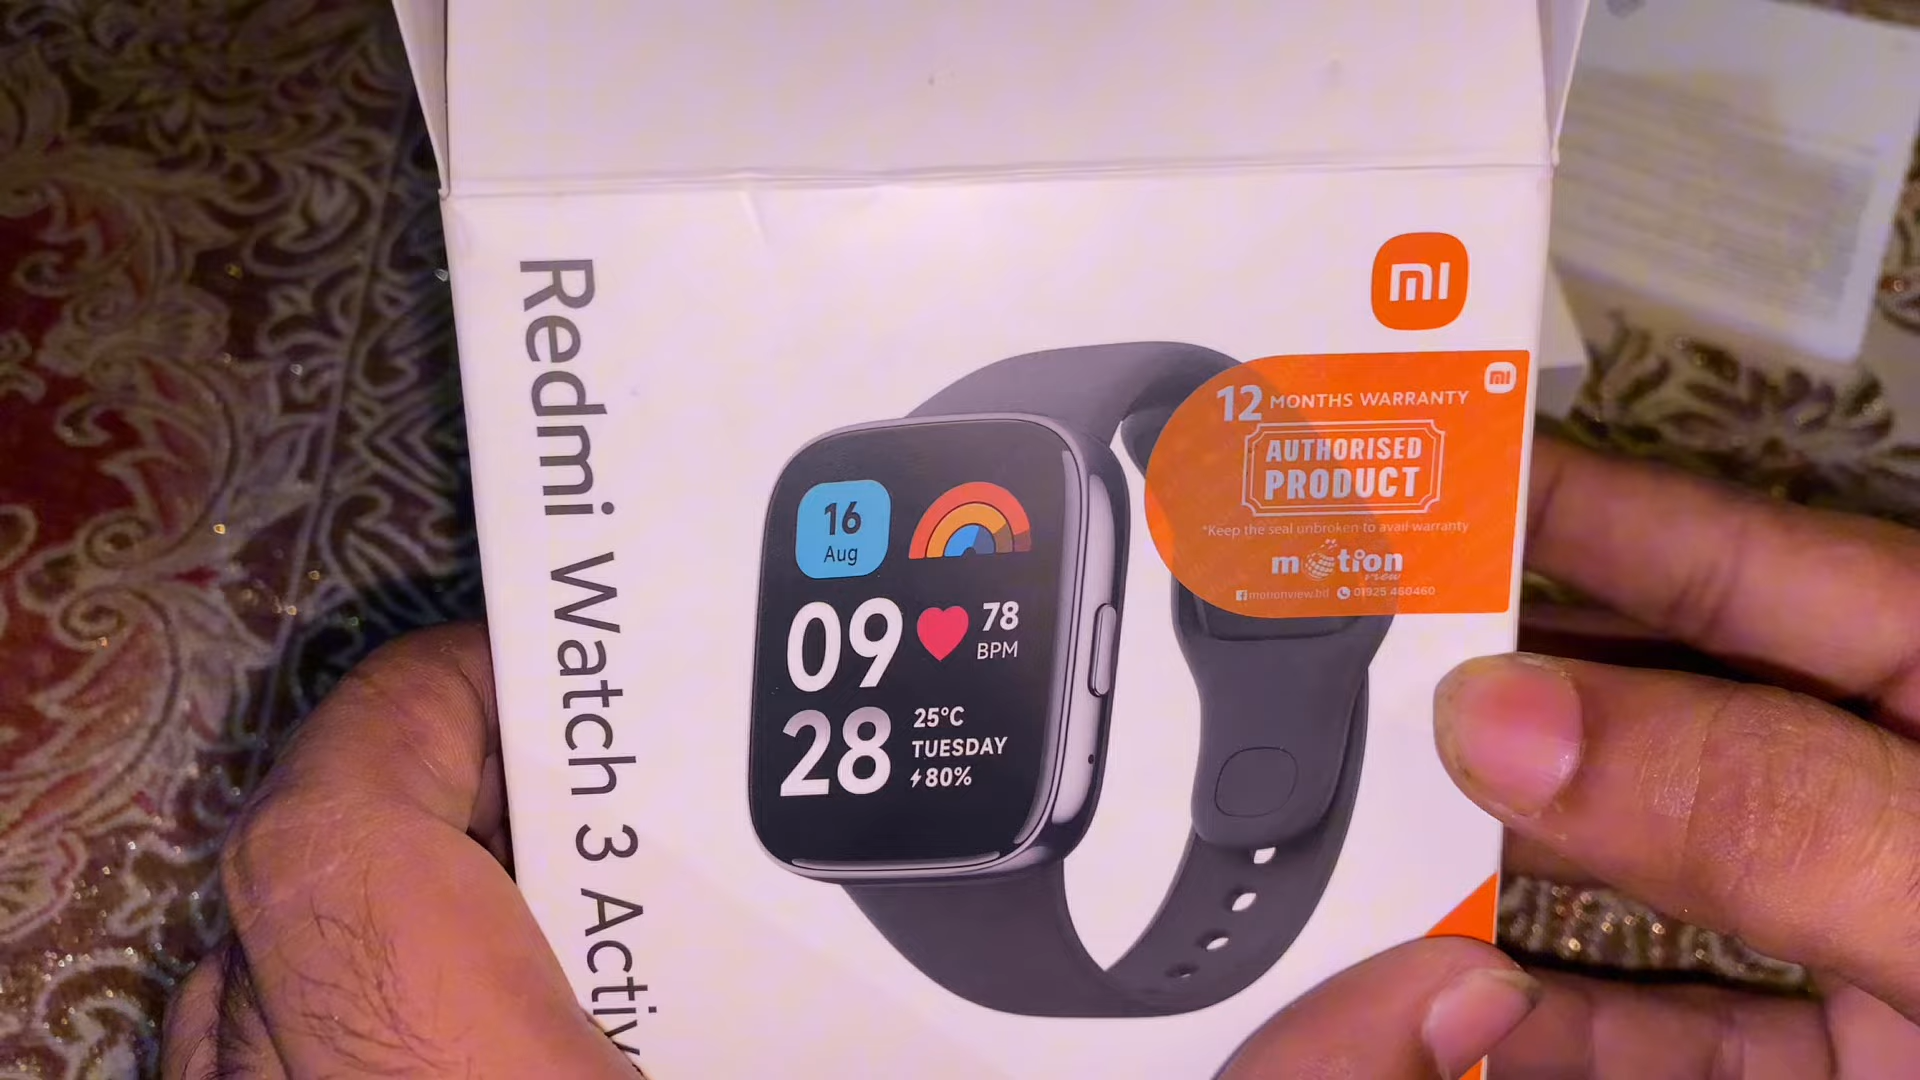 Redmi Watch 3 Activ
mi
12 MONTHS WARRANTY
mi
AUTHORISED
PRODUCT
*Keep the seal unbroken to avail warranty
motion
view
motionview.bd 01925 460460
16
Aug
09
78
BPM
28
25°C
TUESDAY
80%